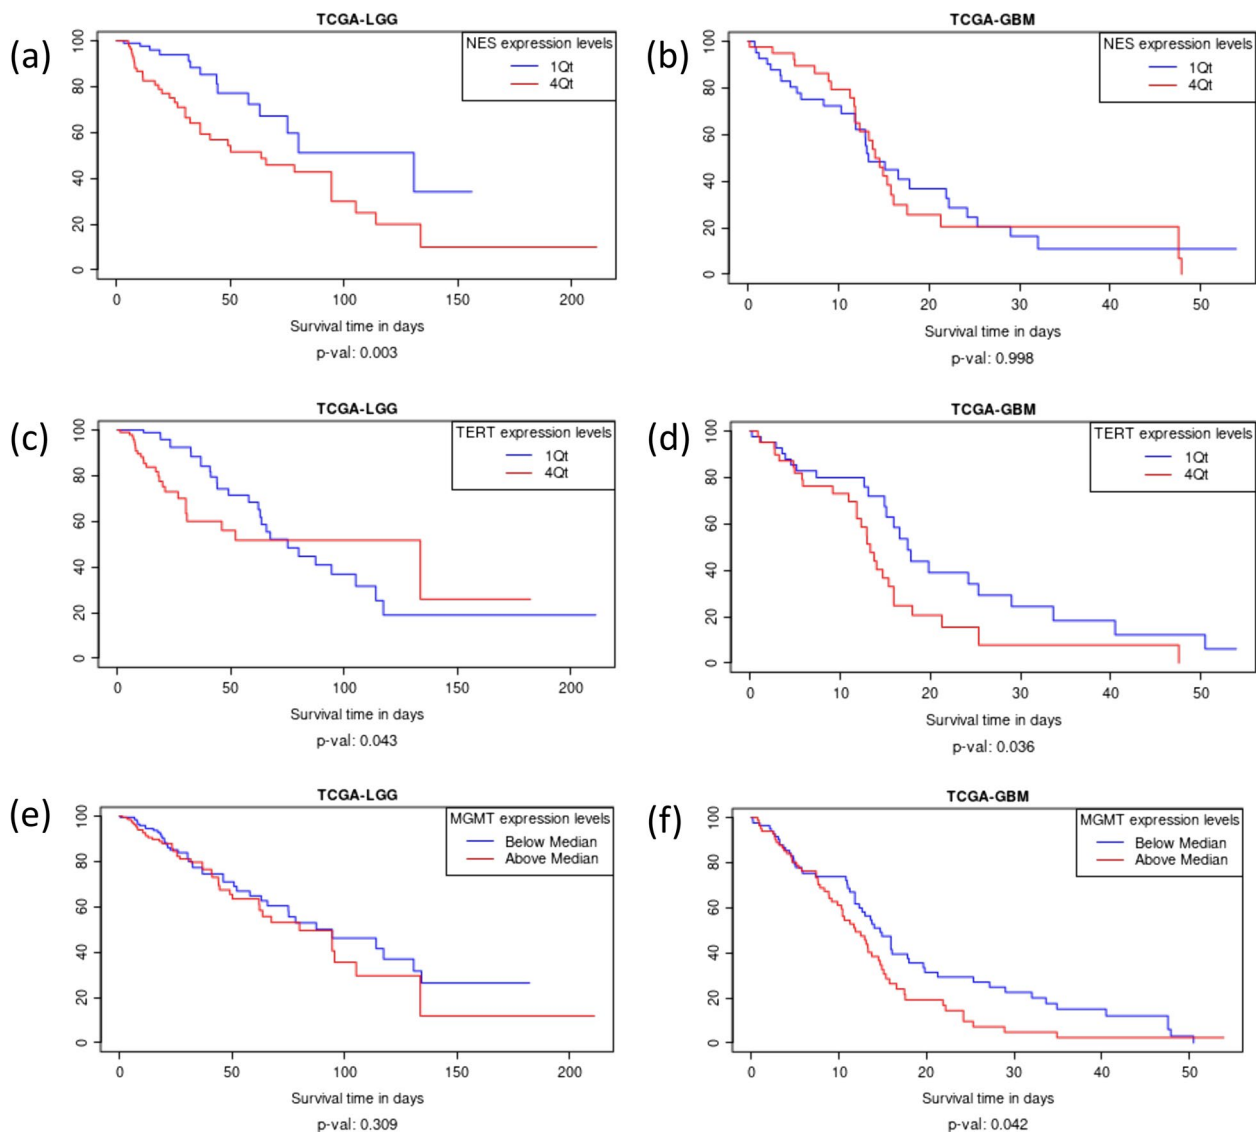 (a)
TCGA-LGG
NES expression levels
1Qt
4Qt
100
80
60
40
20
0
0 50 100 150 200
Survival time in days
p-val: 0.003
(b)
TCGA-GBM
NES expression levels
1Qt
4Qt
100
80
60
40
20
0
0 10 20 30 40 50
Survival time in days
p-val: 0.998
(c)
TCGA-LGG
TERT expression levels
1Qt
4Qt
100
80
60
40
20
0
0 50 100 150 200
Survival time in days
p-val: 0.043
(d)
TCGA-GBM
TERT expression levels
1Qt
4Qt
100
80
60
40
20
0
0 10 20 30 40 50
Survival time in days
p-val: 0.036
(e)
TCGA-LGG
MGMT expression levels
Below Median
Above Median
100
80
60
40
20
0
0 50 100 150 200
Survival time in days
p-val: 0.309
(f)
TCGA-GBM
MGMT expression levels
Below Median
Above Median
100
80
60
40
20
0
0 10 20 30 40 50
Survival time in days
p-val: 0.042